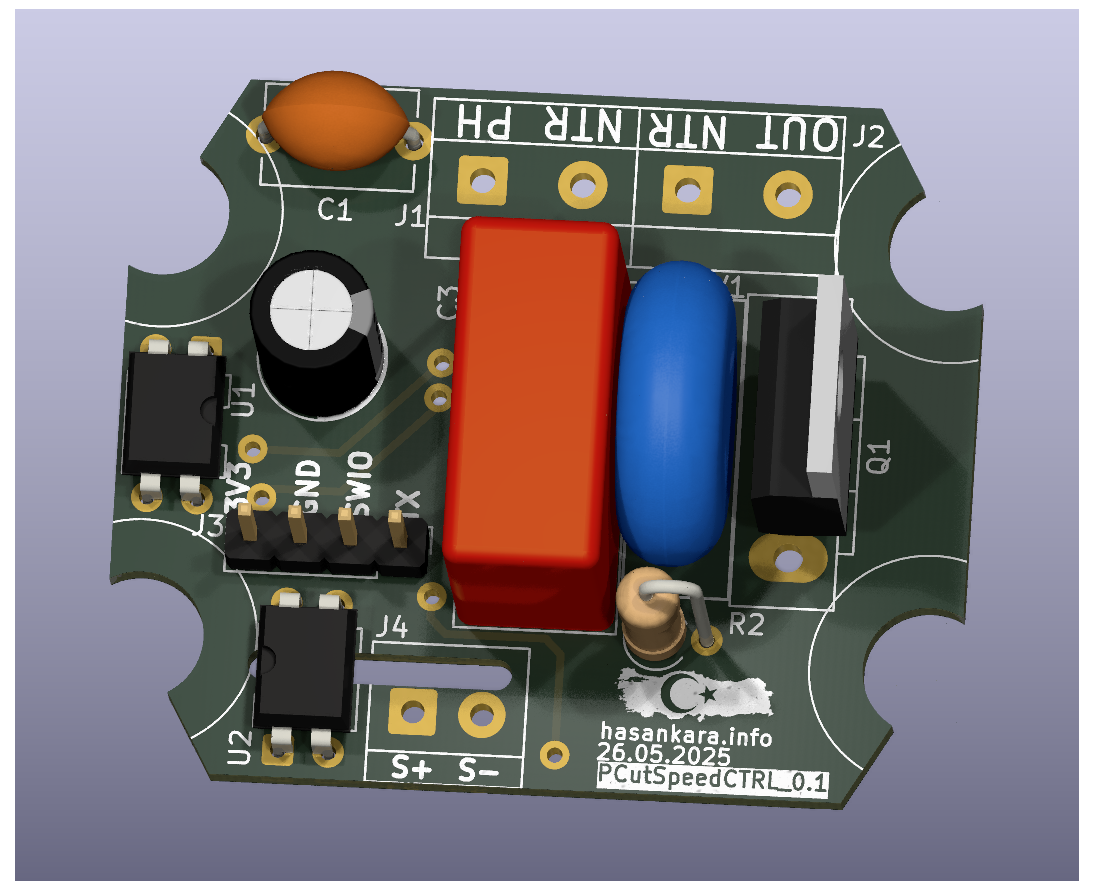 PH NTR NTR OUT
J2
C1
J1
C3
U1
3V3 GND SWIO
J3
Q1
J4
R2
U2
hasankara.info
26.05.2025
S+ S-
PCutSpeedCTRL_0.1